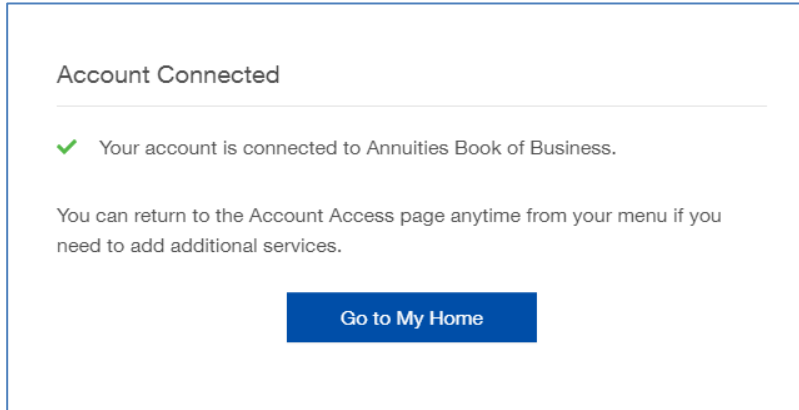 Account Connected
Your account is connected to Annuities Book of Business.
You can return to the Account Access page anytime from your menu if you
need to add additional services.
Go to My Home